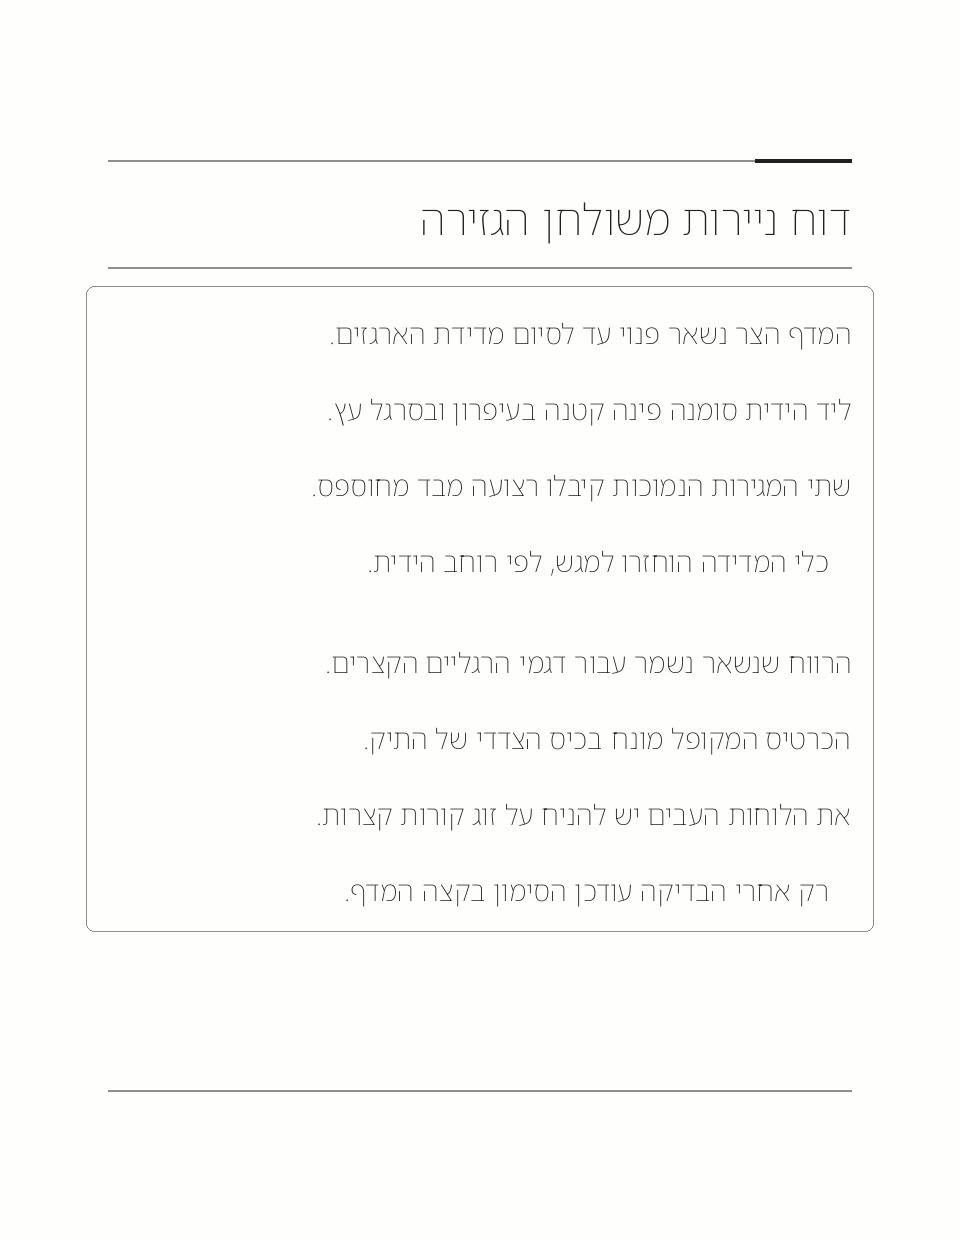 דוח ניירות משולחן הגזירה
המדף הצר נשאר פנוי עד לסיום מדידת הארגזים.
ליד הידית סומנה פינה קטנה בעיפרון ובסרגל עץ.
שתי המגירות הנמוכות קיבלו רצועה מבד מחוספס.
כלי המדידה הוחזרו למגש, לפי רוחב הידית.
הרווח שנשאר נשמר עבור דגמי הרגליים הקצרים.
הכרטיס המקופל מונח בכיס הצדדי של התיק.
את הלוחות העבים יש להניח על זוג קורות קצרות.
רק אחרי הבדיקה עודכן הסימון בקצה המדף.